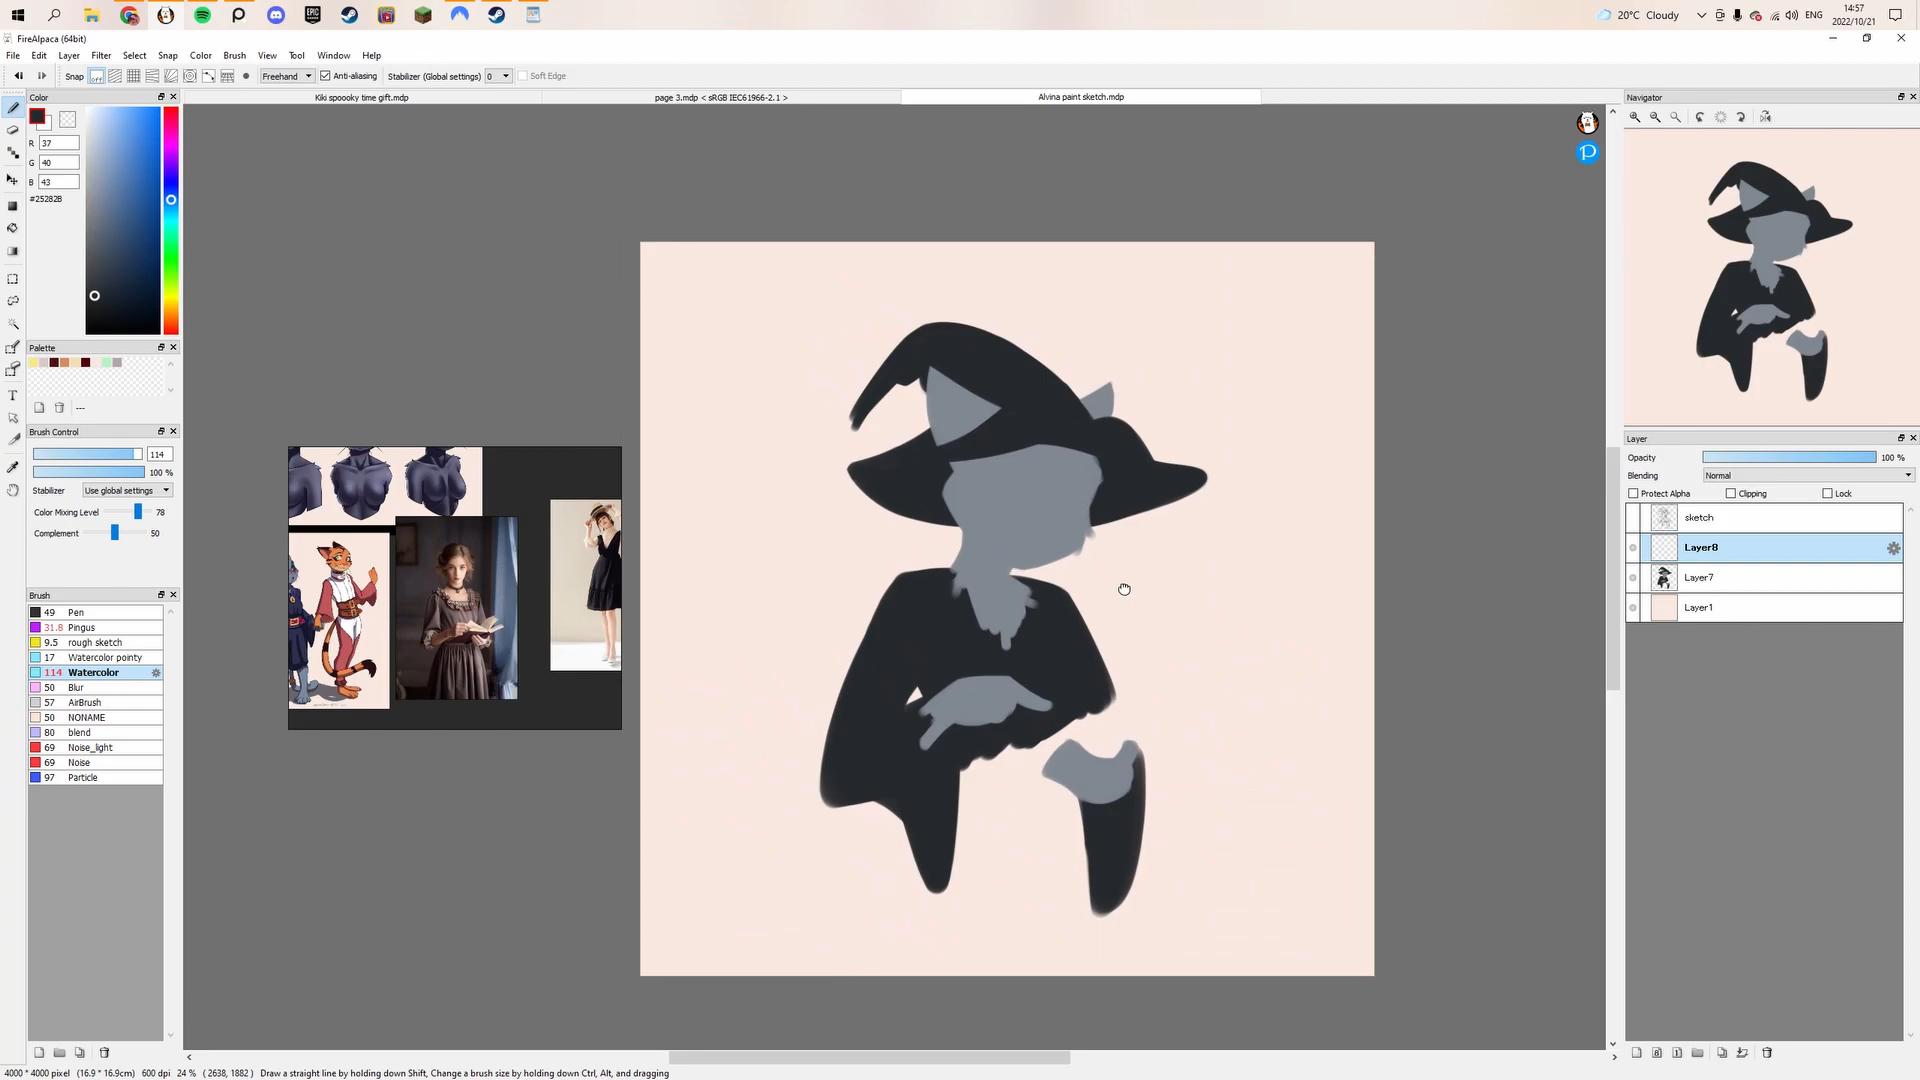 20°C Cloudy
ENG
14:57
2022/10/21
FireAlpaca (64bit)
File Edit Layer Filter Select Snap Color Brush View Tool Window Help
Snap off Freehand Anti-aliasing Stabilizer (Global settings) 0 Soft Edge
Color
Kiki spoooky time gift.mdp
page 3.mdp < sRGB IEC61966-2.1 >
Alvina paint sketch.mdp
Navigator
R 37
G 40
B 43
#25282B
Palette
---
Brush Control
114
100 %
Stabilizer Use global settings
Color Mixing Level 78
Complement 50
Brush
49 Pen
31.8 Pingus
9.5 rough sketch
17 Watercolor pointy
114 Watercolor
50 Blur
57 AirBrush
50 NONAME
80 blend
69 Noise_light
69 Noise
97 Particle
Layer
Opacity 100 %
Blending Normal
Protect Alpha Clipping Lock
sketch
Layer8
Layer7
Layer1
4000 * 4000 pixel (16.9 * 16.9cm) 600 dpi 24 % ( 2638, 1882 ) Draw a straight line by holding down Shift, Change a brush size by holding down Ctrl, Alt, and dragging